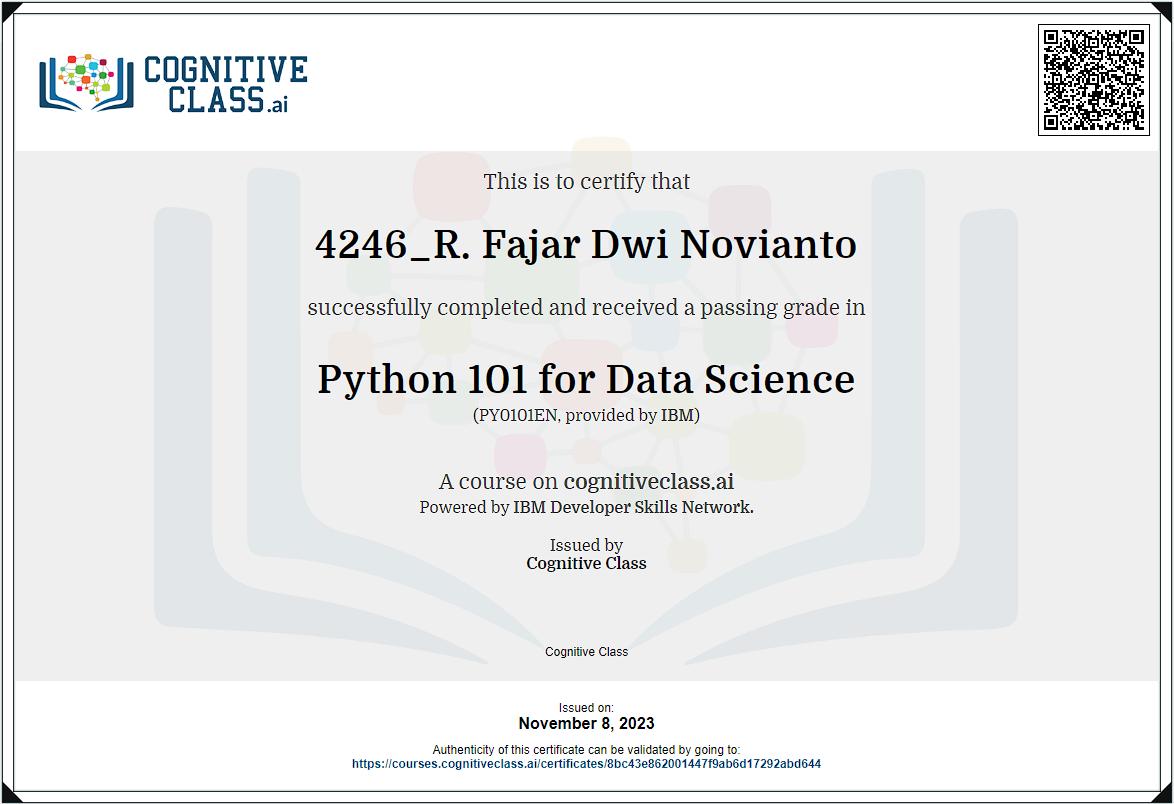 COGNITIVE
CLASS.ai
This is to certify that
4246_R. Fajar Dwi Novianto
successfully completed and received a passing grade in
Python 101 for Data Science
(PY0101EN, provided by IBM)
A course on cognitiveclass.ai
Powered by IBM Developer Skills Network.
Issued by
Cognitive Class
Cognitive Class
Issued on:
November 8, 2023
Authenticity of this certificate can be validated by going to:
https://courses.cognitiveclass.ai/certificates/8bc43e862001447f9ab6d17292abd644